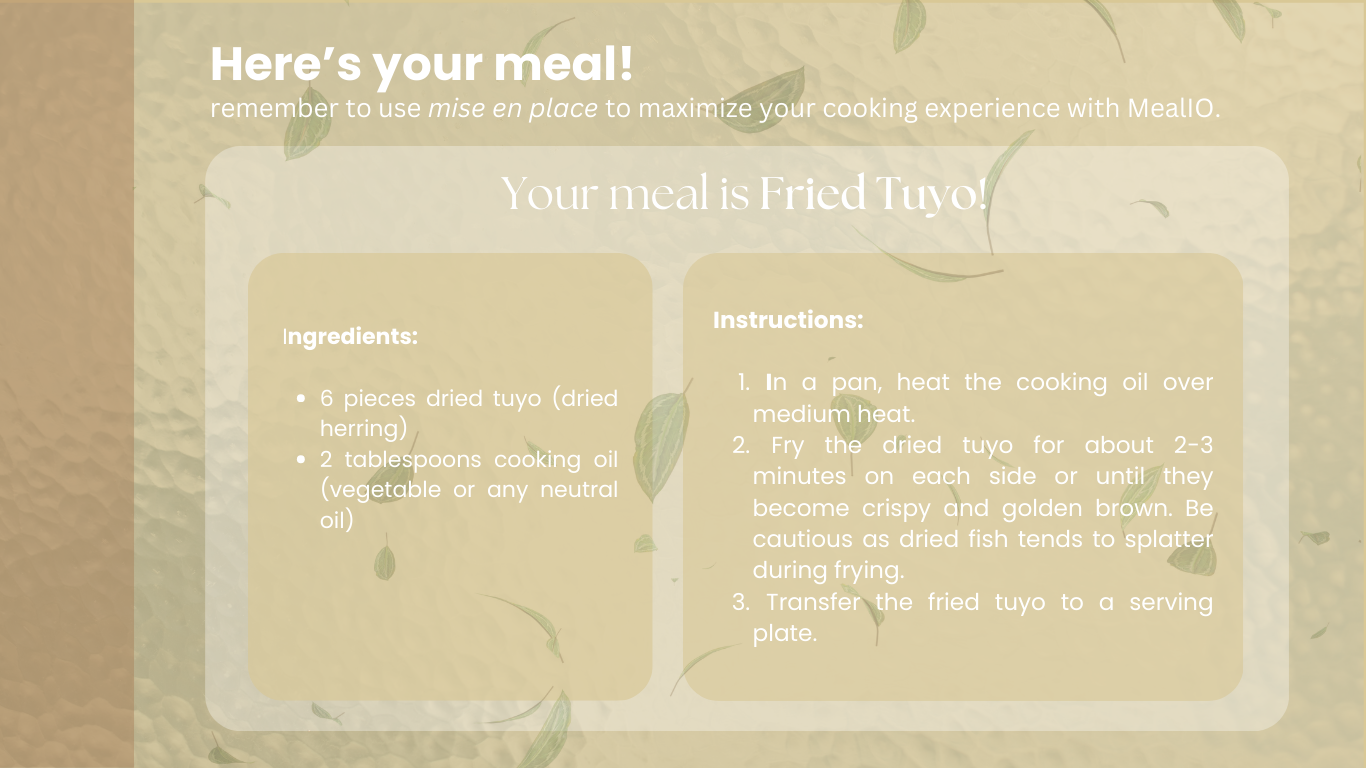 Here’s your meal!
remember to use mise en place to maximize your cooking experience with MealIO.
Your meal is Fried Tuyo!
Ingredients:
• 6 pieces dried tuyo (dried
herring)
• 2 tablespoons cooking oil
(vegetable or any neutral
oil)
Instructions:
1. In a pan, heat the cooking oil over
medium heat.
2. Fry the dried tuyo for about 2-3
minutes on each side or until they
become crispy and golden brown. Be
cautious as dried fish tends to splatter
during frying.
3. Transfer the fried tuyo to a serving
plate.